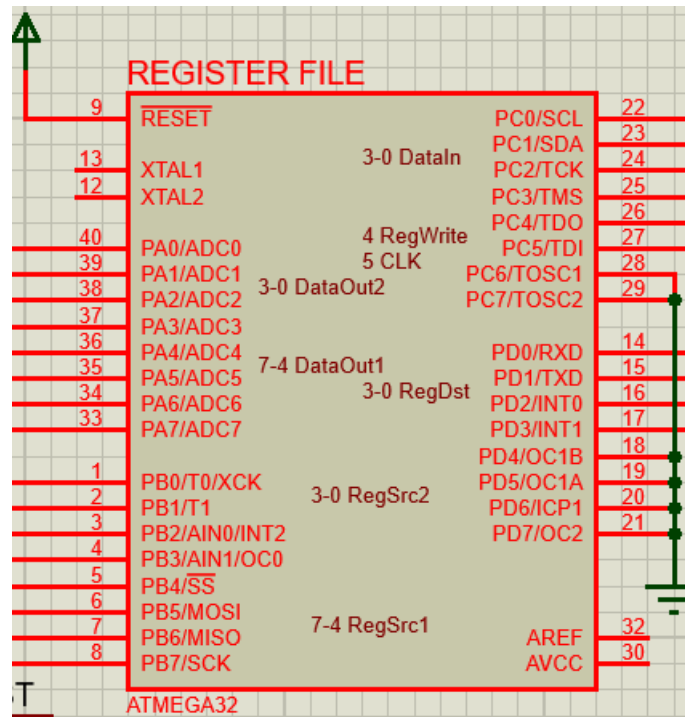 REGISTER FILE
9 RESET
13 XTAL1
12 XTAL2
40 PA0/ADC0
39 PA1/ADC1
38 PA2/ADC2
37 PA3/ADC3
36 PA4/ADC4
35 PA5/ADC5
34 PA6/ADC6
33 PA7/ADC7
1 PB0/T0/XCK
2 PB1/T1
3 PB2/AIN0/INT2
4 PB3/AIN1/OC0
5 PB4/SS
6 PB5/MOSI
7 PB6/MISO
8 PB7/SCK
3-0 DataIn
4 RegWrite
5 CLK
3-0 DataOut2
7-4 DataOut1
3-0 RegDst
3-0 RegSrc2
7-4 RegSrc1
PC0/SCL 22
PC1/SDA 23
PC2/TCK 24
PC3/TMS 25
PC4/TDO 26
PC5/TDI 27
PC6/TOSC1 28
PC7/TOSC2 29
PD0/RXD 14
PD1/TXD 15
PD2/INT0 16
PD3/INT1 17
PD4/OC1B 18
PD5/OC1A 19
PD6/ICP1 20
PD7/OC2 21
AREF 32
AVCC 30
ATMEGA32